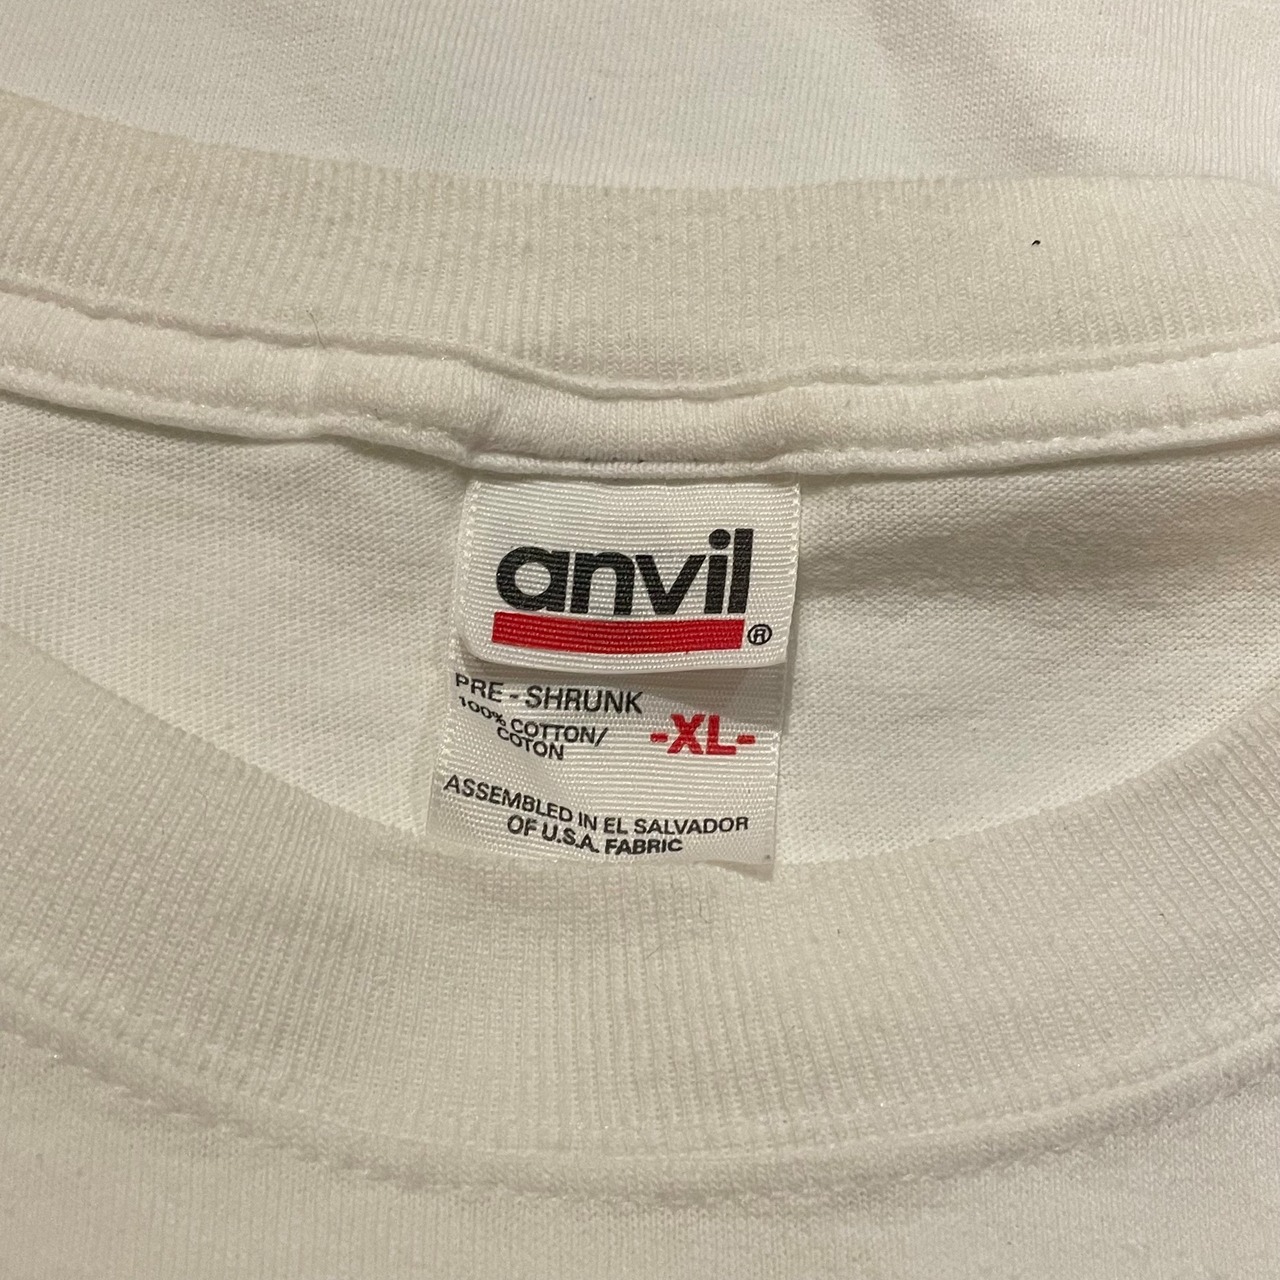 anvil
®
PRE - SHRUNK
100% COTTON/
COTON
-XL-
ASSEMBLED IN EL SALVADOR
OF U.S.A. FABRIC